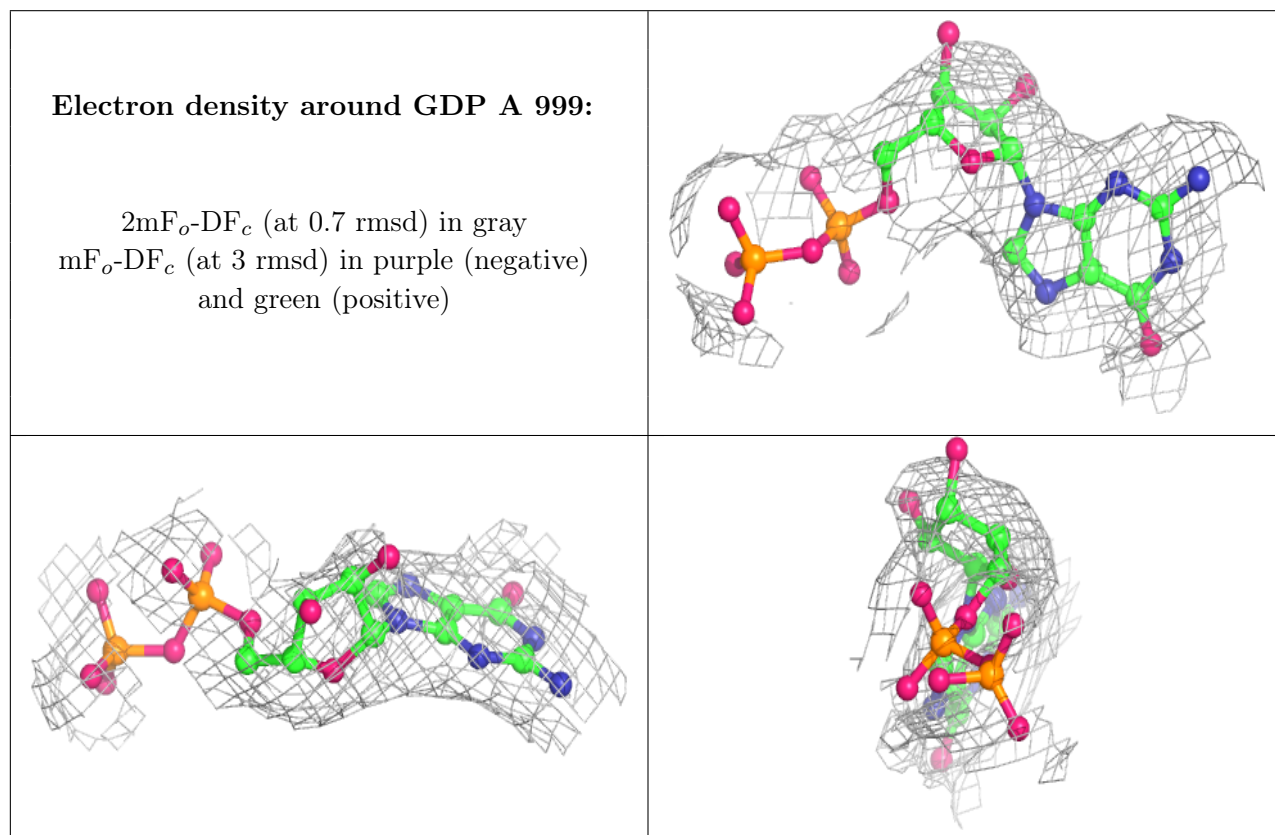 Electron density around GDP A 999:
2mFo-DFc (at 0.7 rmsd) in gray
mFo-DFc (at 3 rmsd) in purple (negative)
and green (positive)